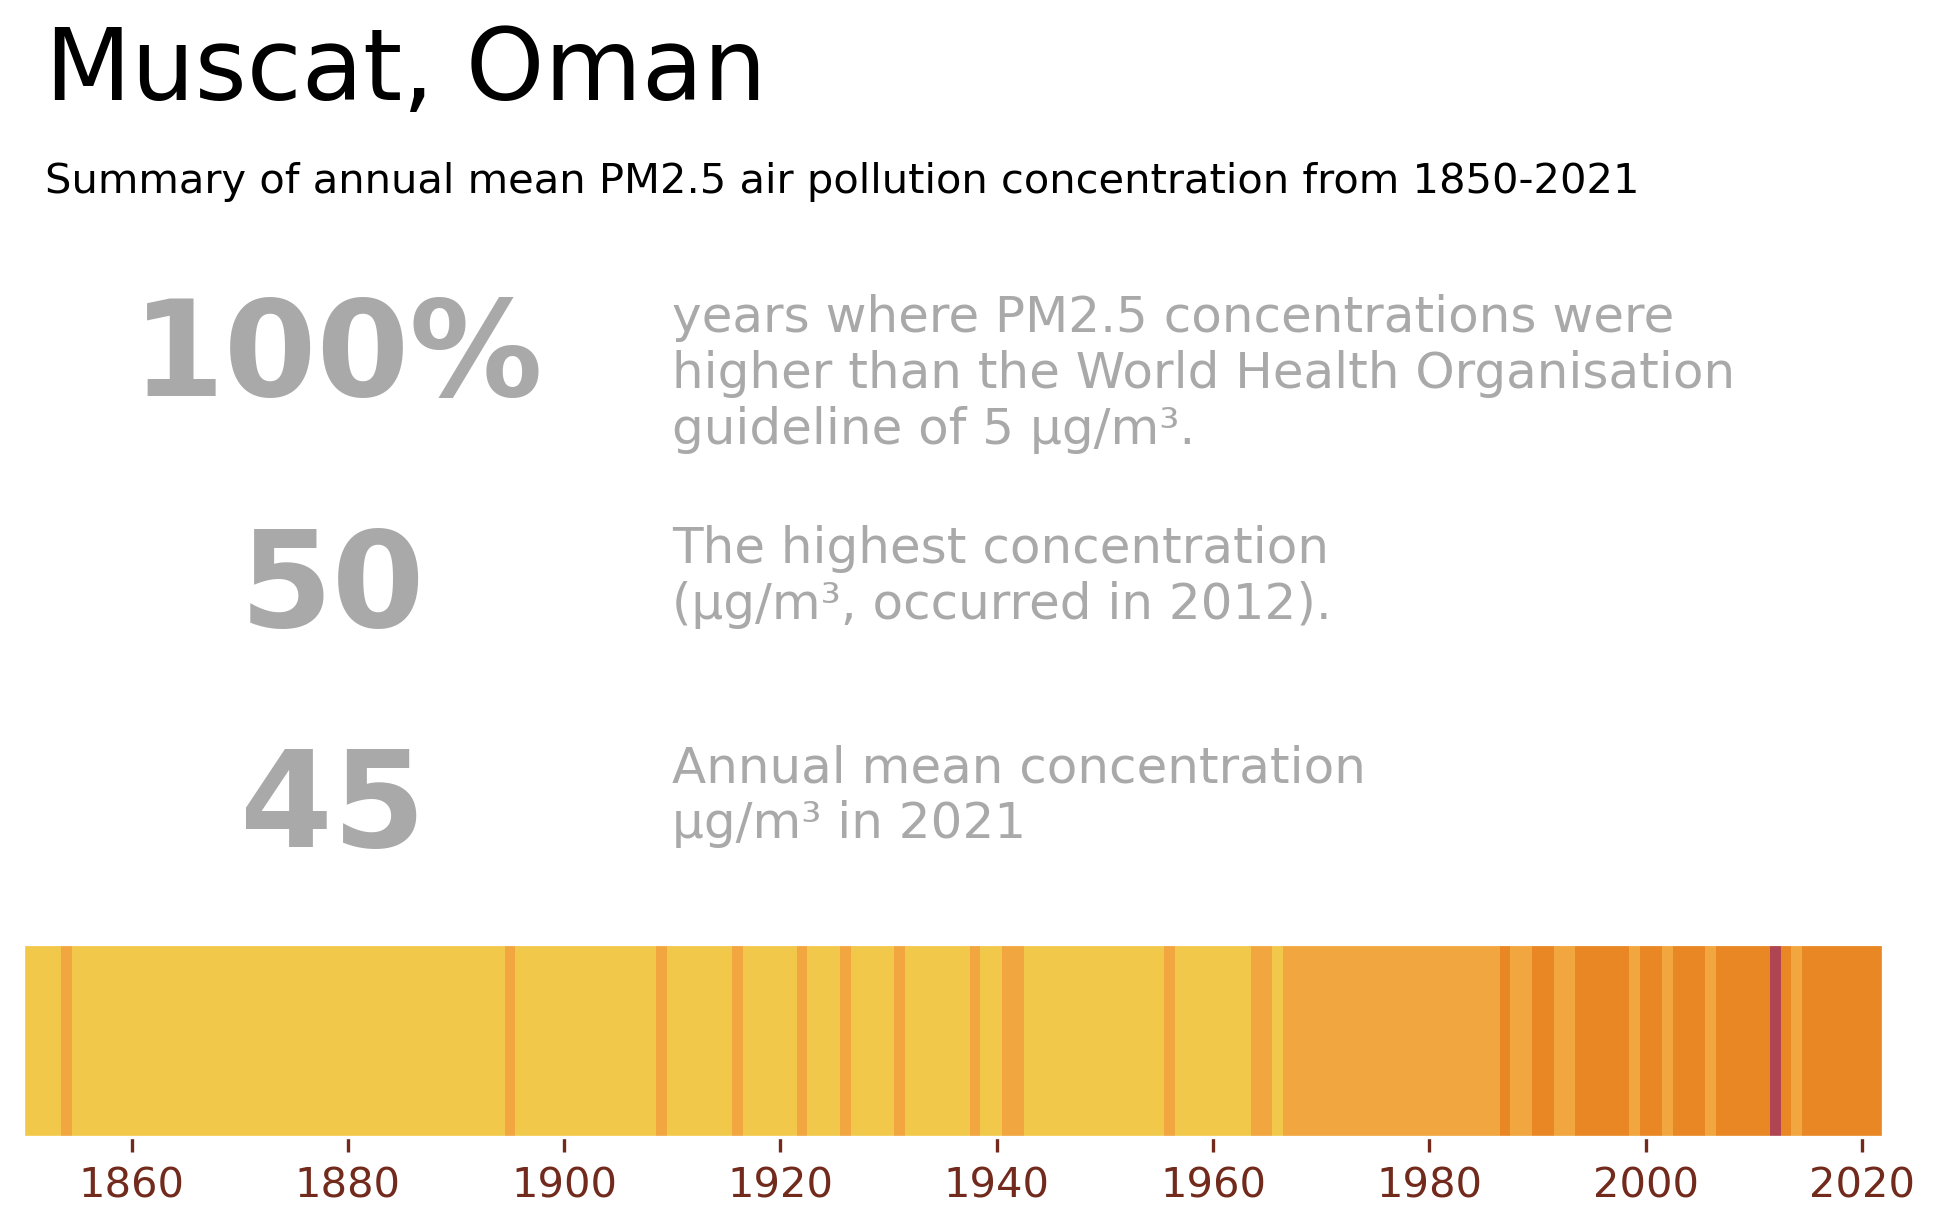 Muscat, Oman
Summary of annual mean PM2.5 air pollution concentration from 1850-2021
100%
years where PM2.5 concentrations were
higher than the World Health Organisation
guideline of 5 µg/m³.
50
The highest concentration
(µg/m³, occurred in 2012).
45
Annual mean concentration
µg/m³ in 2021
1860 1880 1900 1920 1940 1960 1980 2000 2020